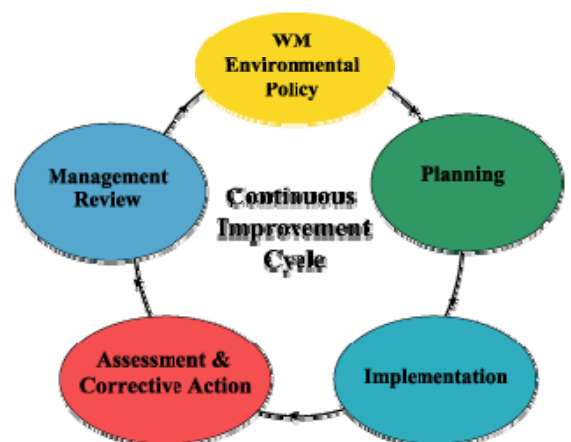 WM
Environmental
Policy
Management
Review
Planning
Continuous
Improvement
Cycle
Assessment &
Corrective Action
Implementation